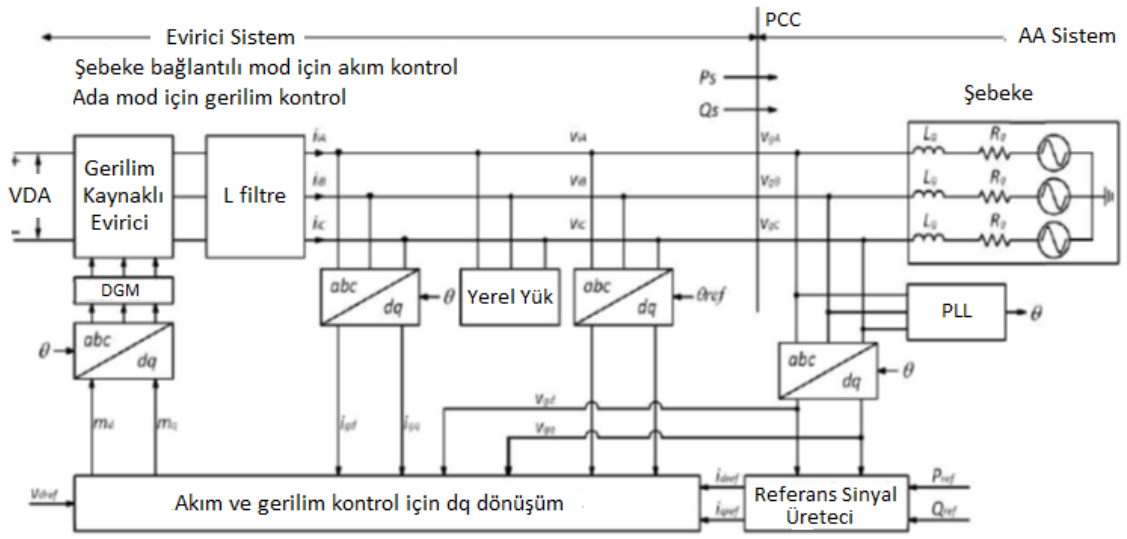 PCC
Evirici Sistem
AA Sistem
Şebeke bağlantılı mod için akım kontrol
Ada mod için gerilim kontrol
Ps
Qs
Şebeke
iA
ViA
VgA
Lg
Rg
+
VDA
-
Gerilim
Kaynaklı
Evirici
L filtre
iB
ViB
VgB
Lg
Rg
iC
ViC
VgC
Lg
Rg
DGM
abc
dq
θ
Yerel Yük
abc
dq
θref
PLL
θ
θ
abc
dq
abc
dq
θ
md
mq
igd
igq
Vgd
Vgq
Vdref
Akım ve gerilim kontrol için dq dönüşüm
idref
iqref
Referans Sinyal
Üreteci
Pref
Qref